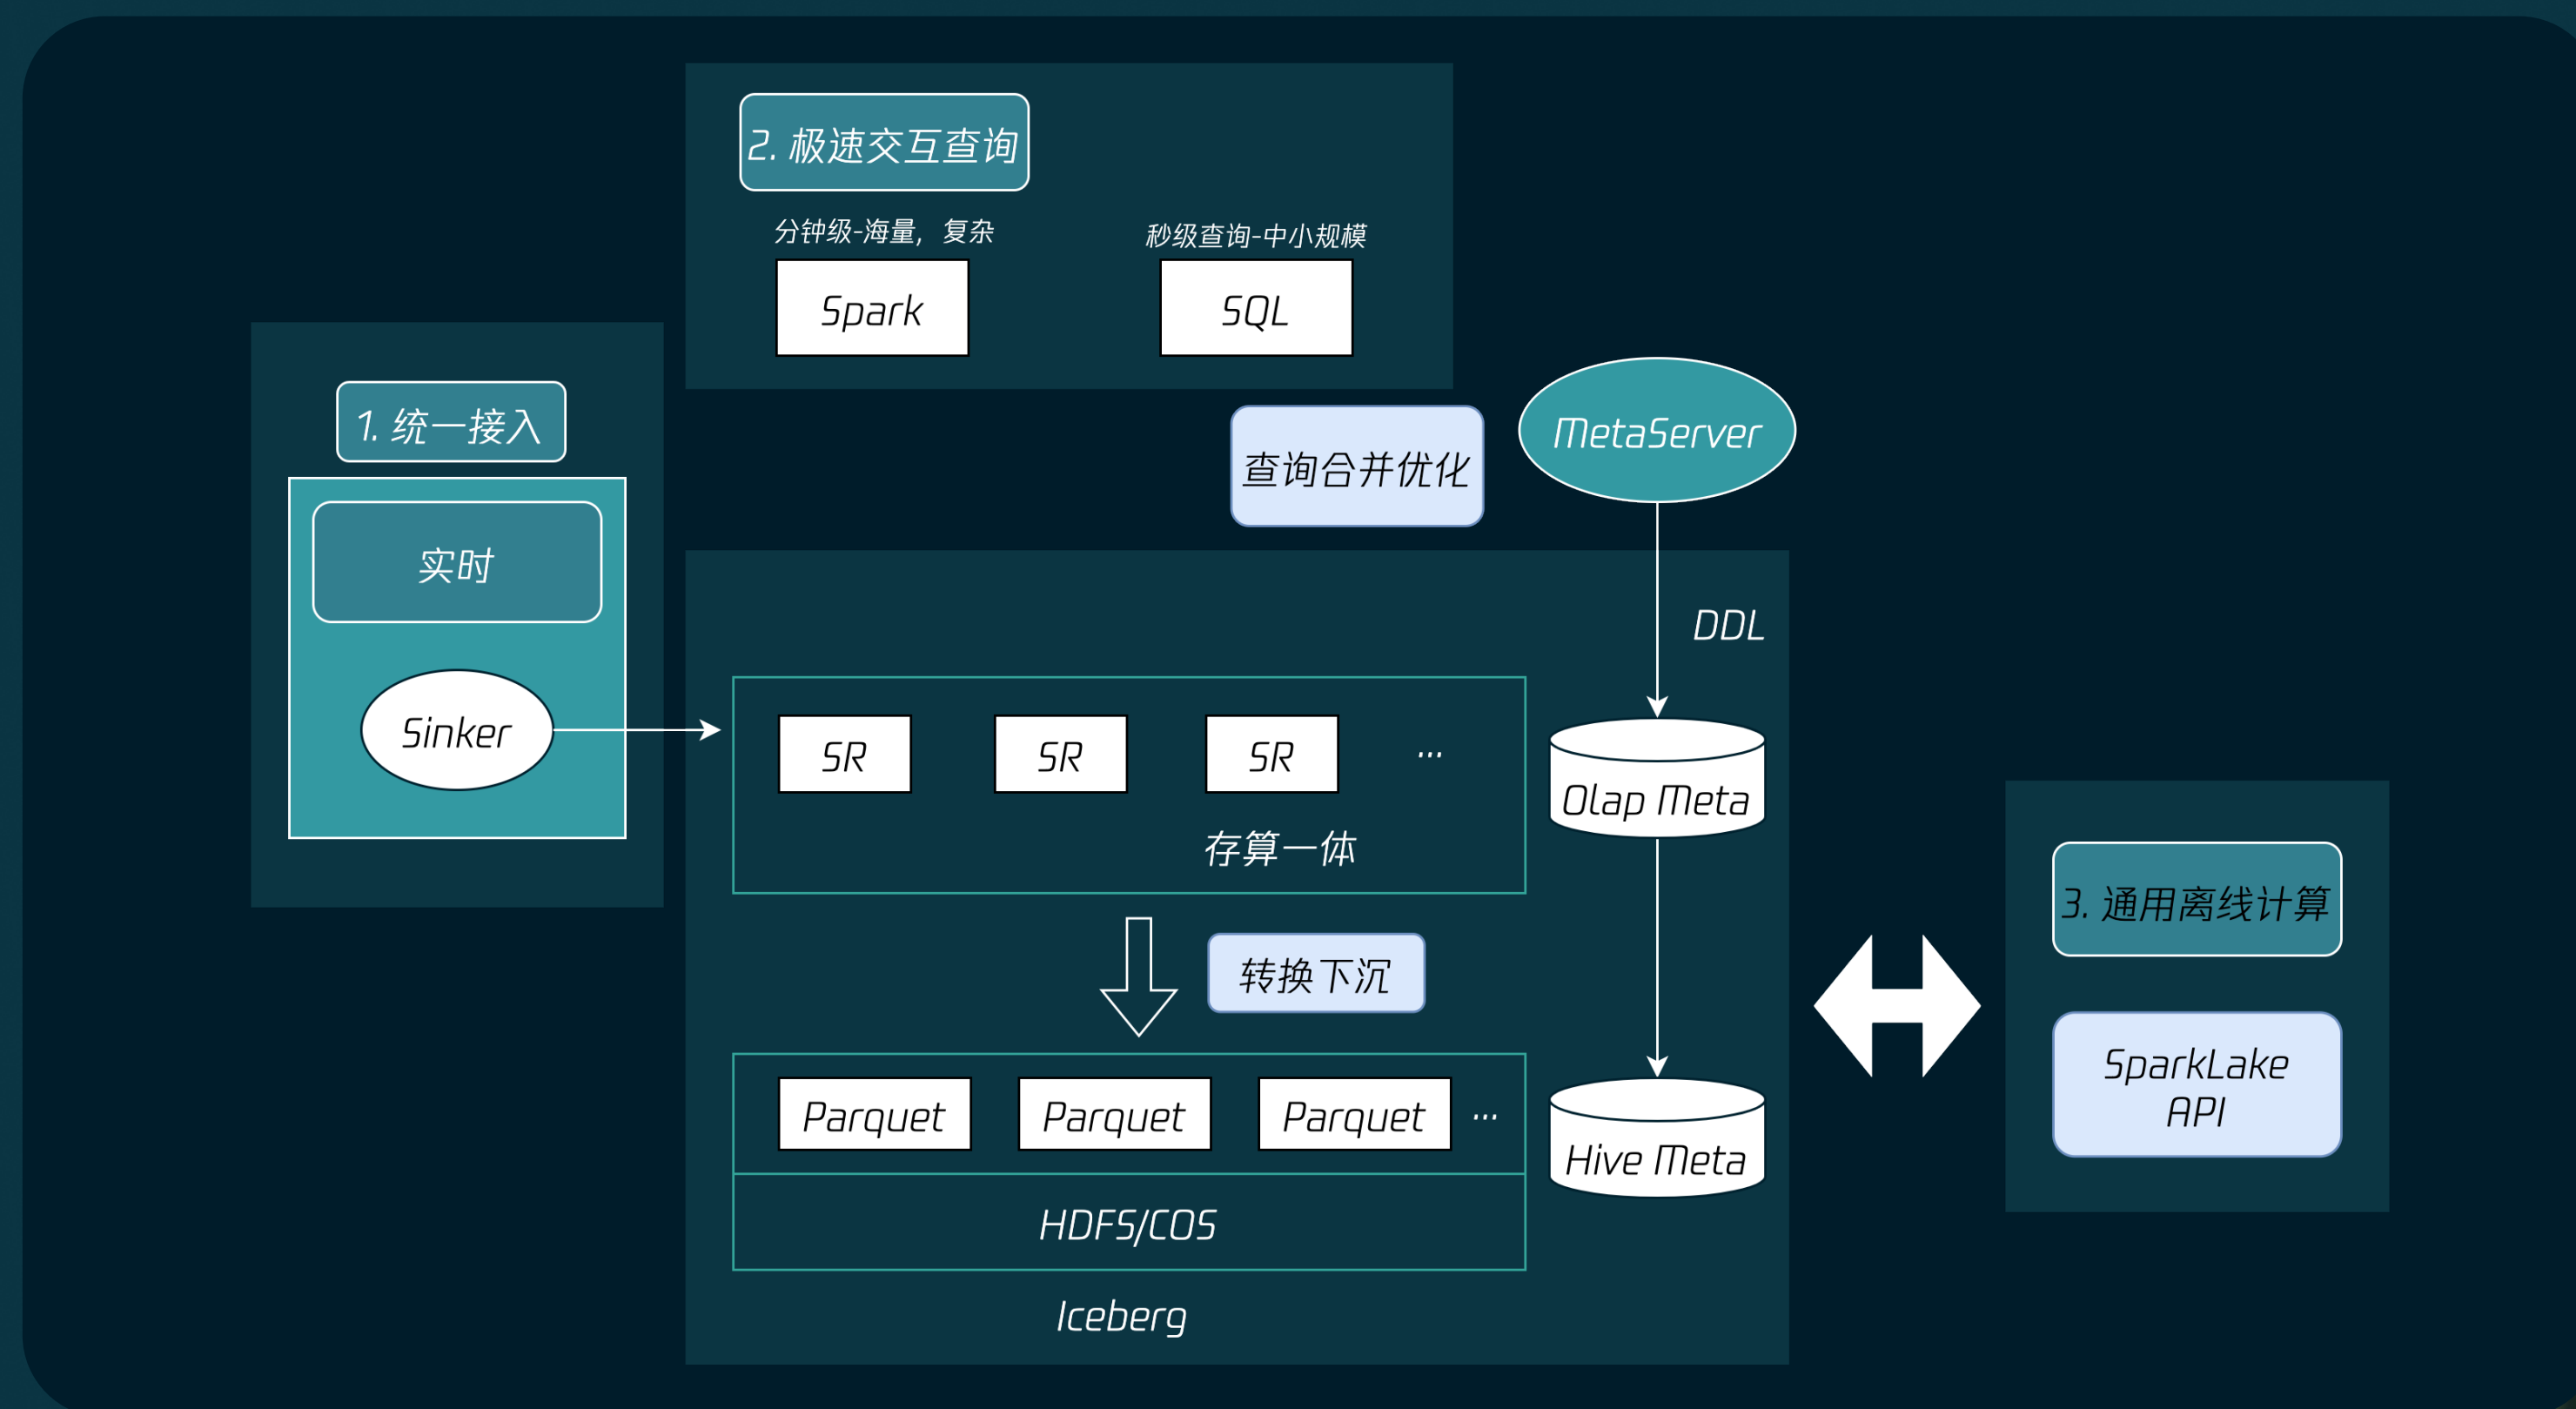 2. 极速交互查询
分钟级-海量，复杂
秒级查询-中小规模
Spark
SQL
1. 统一接入
实时
Sinker
查询合并优化
MetaServer
DDL
SR
SR
SR
...
存算一体
Olap Meta
转换下沉
Parquet
Parquet
Parquet
...
Hive Meta
HDFS/COS
Iceberg
3. 通用离线计算
SparkLake
API